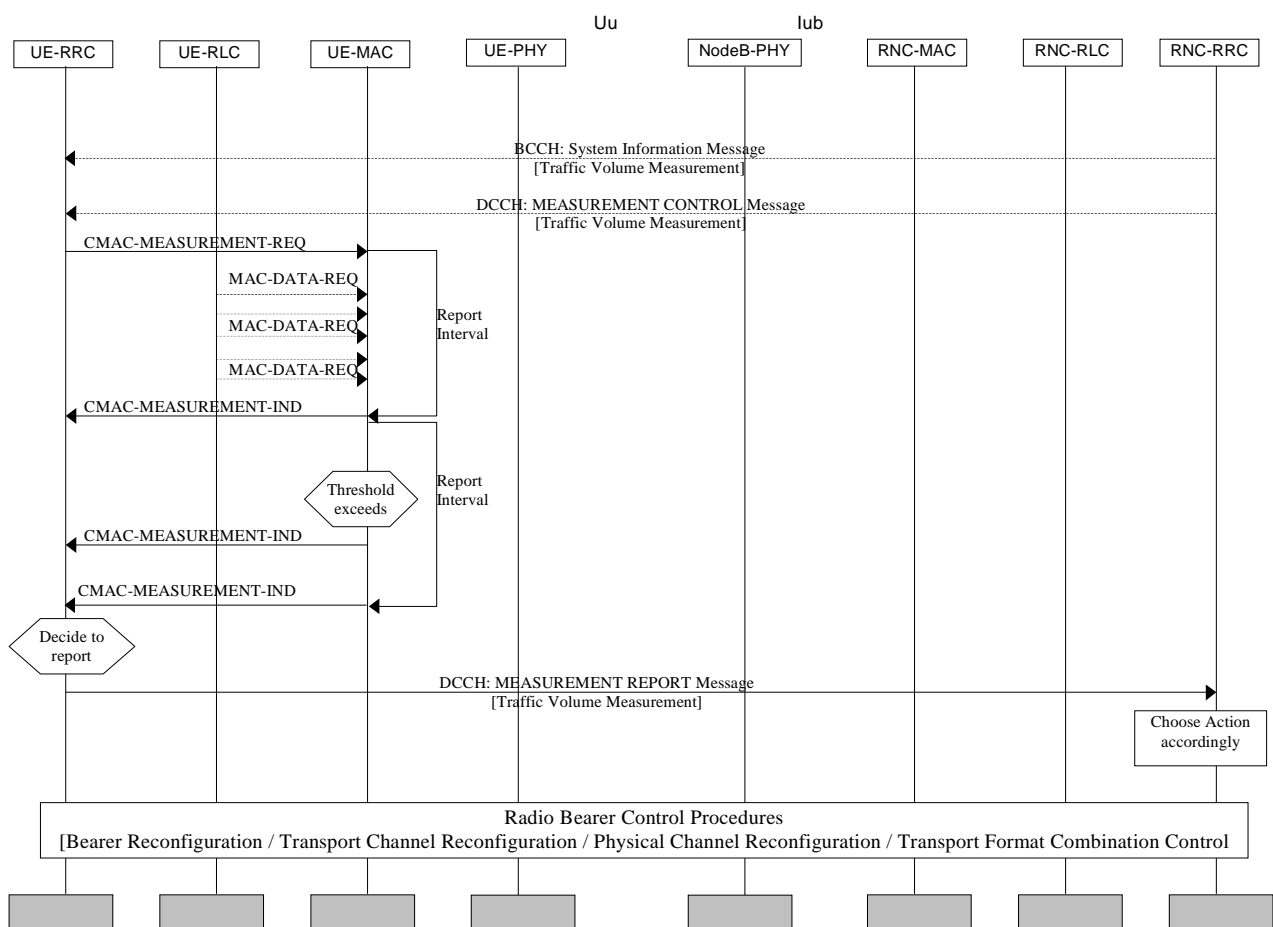 Uu Iub
UE-RRC UE-RLC UE-MAC UE-PHY NodeB-PHY RNC-MAC RNC-RLC RNC-RRC
BCCH: System Information Message
[Traffic Volume Measurement]
DCCH: MEASUREMENT CONTROL Message
[Traffic Volume Measurement]
CMAC-MEASUREMENT-REQ
MAC-DATA-REQ
Report
Interval
MAC-DATA-REQ
MAC-DATA-REQ
CMAC-MEASUREMENT-IND
Report
Interval
Threshold
exceeds
CMAC-MEASUREMENT-IND
CMAC-MEASUREMENT-IND
Decide to
report
DCCH: MEASUREMENT REPORT Message
[Traffic Volume Measurement]
Choose Action
accordingly
Radio Bearer Control Procedures
[Bearer Reconfiguration / Transport Channel Reconfiguration / Physical Channel Reconfiguration / Transport Format Combination Control